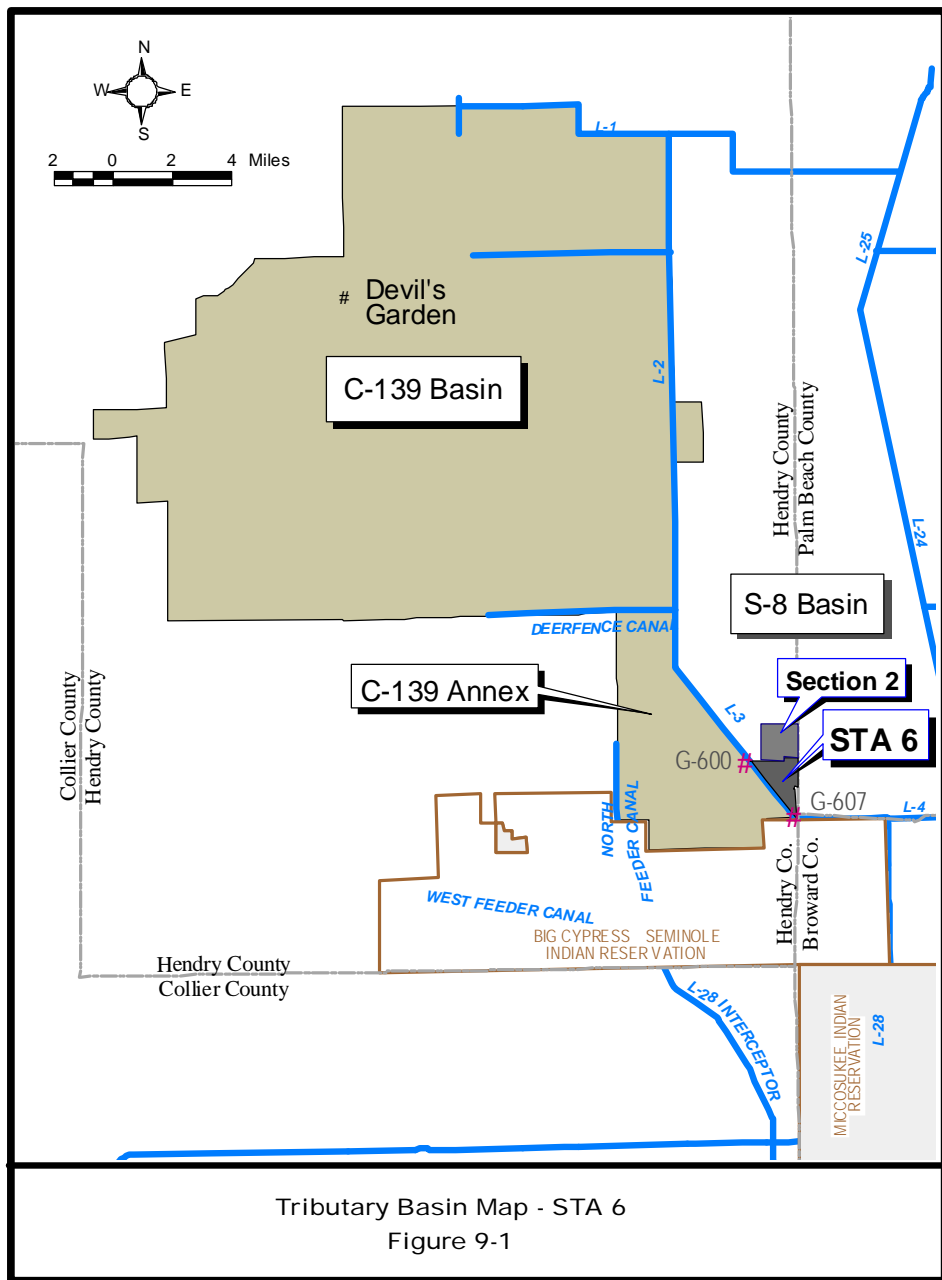 N
W E
S
2 0 2 4 Miles
L-1
L-25
# Devil's
Garden
C-139 Basin
L-2
Hendry County
Palm Beach County
L-24
S-8 Basin
DEERFENCE CANAL
C-139 Annex
Section 2
L-3
STA 6
Collier County
Hendry County
G-600 #
G-607
#
L-4
NORTH
FEEDER CANAL
WEST FEEDER CANAL
Hendry Co.
Broward Co.
BIG CYPRESS SEMINOLE
INDIAN RESERVATION
Hendry County
Collier County
L-28 INTERCEPTOR
MICCOSUKEE INDIAN
RESERVATION
L-28
Tributary Basin Map - STA 6
Figure 9-1